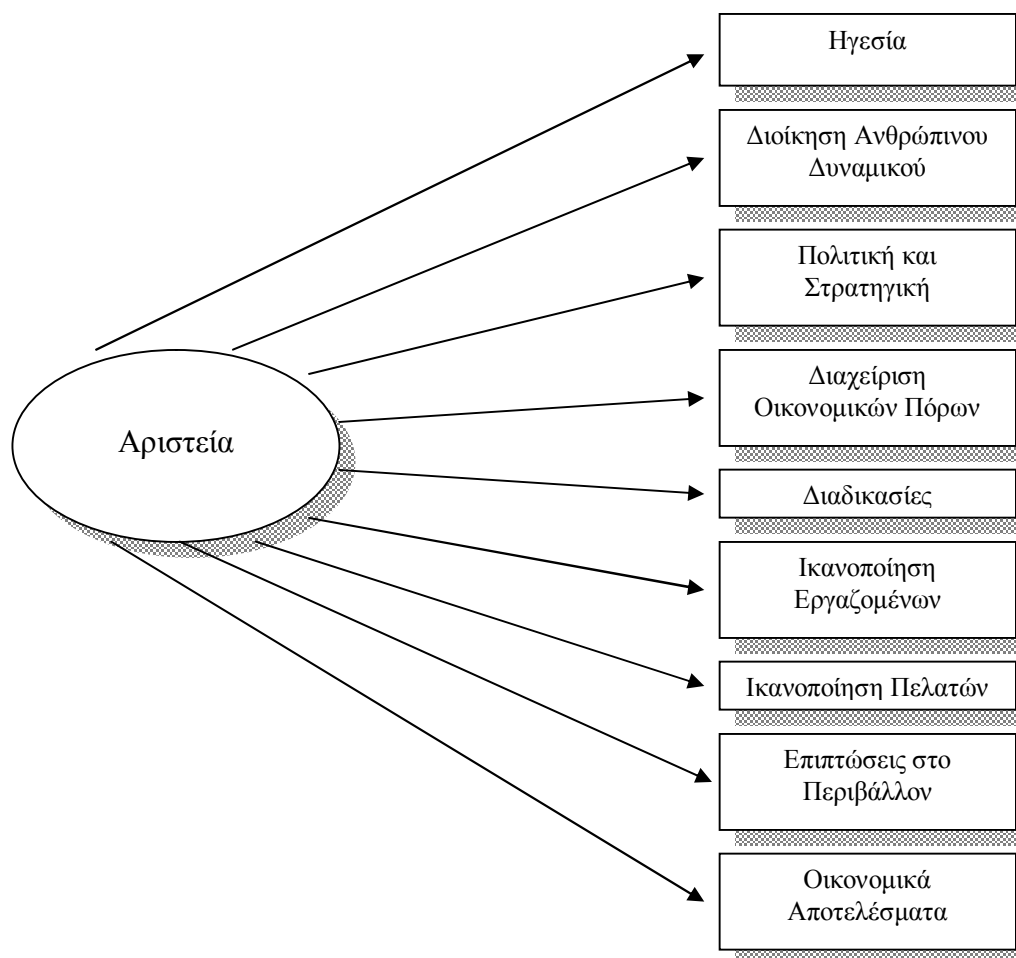 Ηγεσία
Διοίκηση Ανθρώπινου
Δυναμικού
Πολιτική και
Στρατηγική
Διαχείριση
Οικονομικών Πόρων
Αριστεία
Διαδικασίες
Ικανοποίηση
Εργαζομένων
Ικανοποίηση Πελατών
Επιπτώσεις στο
Περιβάλλον
Οικονομικά
Αποτελέσματα